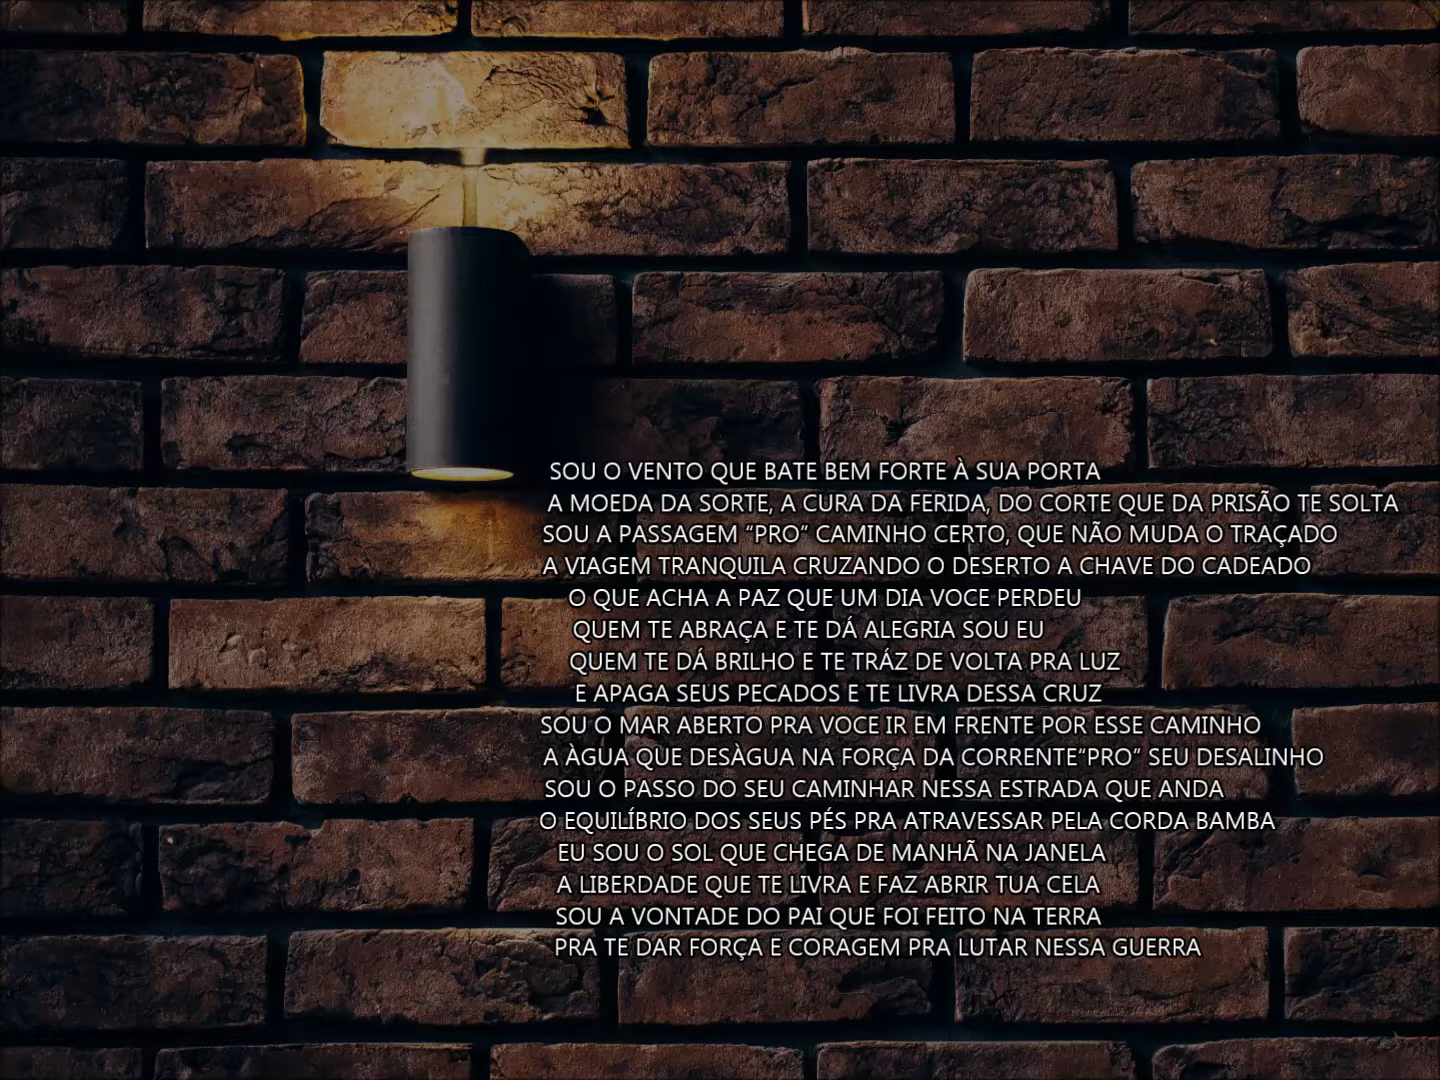 SOU O VENTO QUE BATE BEM FORTE À SUA PORTA
A MOEDA DA SORTE, A CURA DA FERIDA, DO CORTE QUE DA PRISÃO TE SOLTA
SOU A PASSAGEM “PRO” CAMINHO CERTO, QUE NÃO MUDA O TRAÇADO
A VIAGEM TRANQUILA CRUZANDO O DESERTO A CHAVE DO CADEADO
O QUE ACHA A PAZ QUE UM DIA VOCE PERDEU
QUEM TE ABRAÇA E TE DÁ ALEGRIA SOU EU
QUEM TE DÁ BRILHO E TE TRÁZ DE VOLTA PRA LUZ
E APAGA SEUS PECADOS E TE LIVRA DESSA CRUZ
SOU O MAR ABERTO PRA VOCE IR EM FRENTE POR ESSE CAMINHO
A ÀGUA QUE DESÀGUA NA FORÇA DA CORRENTE“PRO” SEU DESALINHO
SOU O PASSO DO SEU CAMINHAR NESSA ESTRADA QUE ANDA
O EQUILÍBRIO DOS SEUS PÉS PRA ATRAVESSAR PELA CORDA BAMBA
EU SOU O SOL QUE CHEGA DE MANHÃ NA JANELA
A LIBERDADE QUE TE LIVRA E FAZ ABRIR TUA CELA
SOU A VONTADE DO PAI QUE FOI FEITO NA TERRA
PRA TE DAR FORÇA E CORAGEM PRA LUTAR NESSA GUERRA